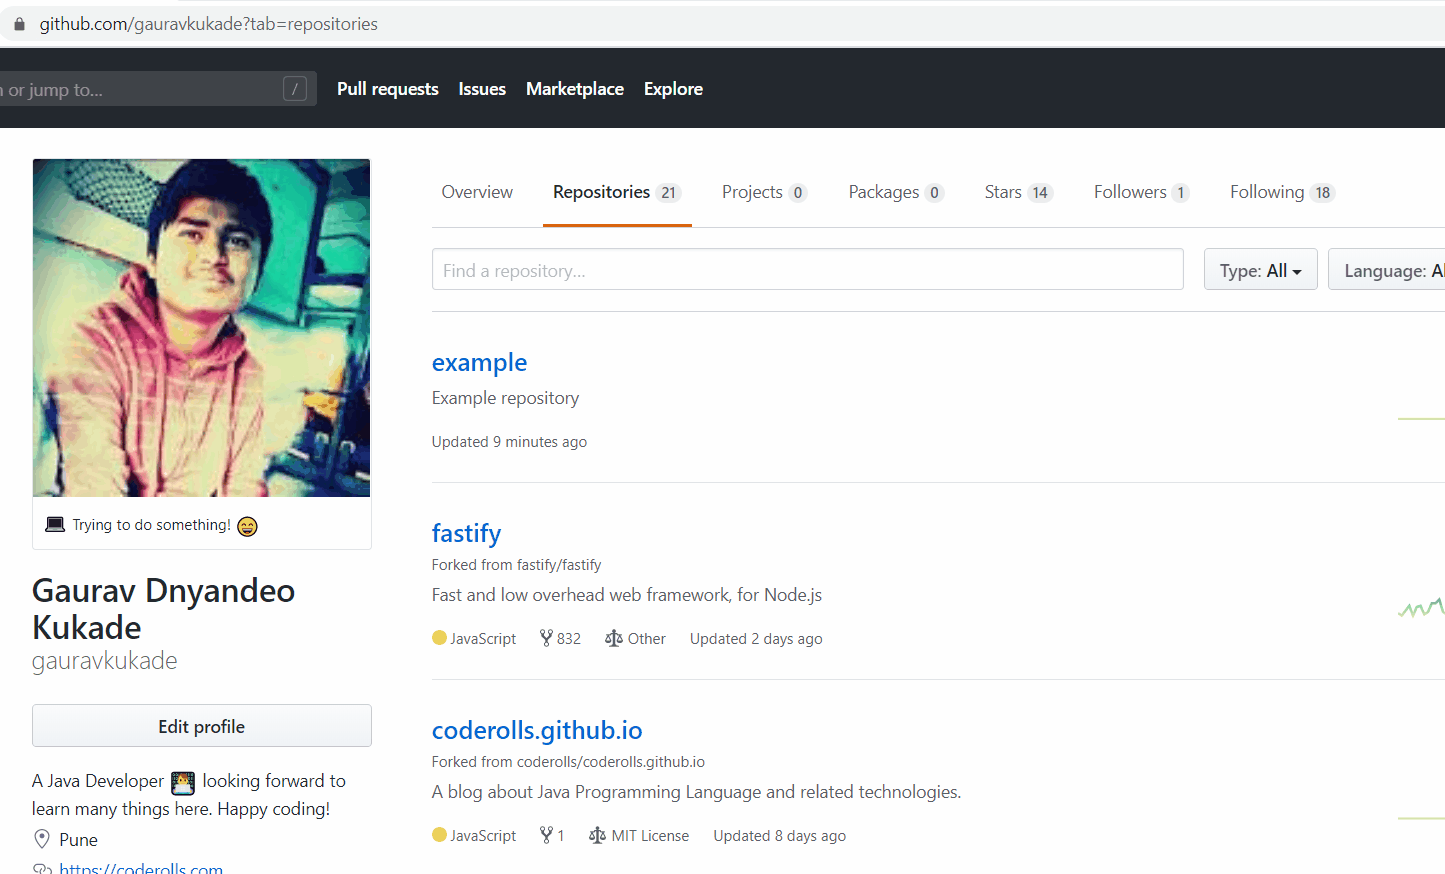 github.com/gauravkukade?tab=repositories
or jump to... /
Pull requests Issues Marketplace Explore
Overview Repositories 21 Projects 0 Packages 0 Stars 14 Followers 1 Following 18
Find a repository... Type: All Language:
example
Example repository
Updated 9 minutes ago
fastify
Forked from fastify/fastify
Fast and low overhead web framework, for Node.js
JavaScript 832 Other Updated 2 days ago
coderolls.github.io
Forked from coderolls/coderolls.github.io
A blog about Java Programming Language and related technologies.
JavaScript 1 MIT License Updated 8 days ago
Trying to do something!
Gaurav Dnyandeo
Kukade
gauravkukade
Edit profile
A Java Developer looking forward to
learn many things here. Happy coding!
Pune
https://coderolls.com